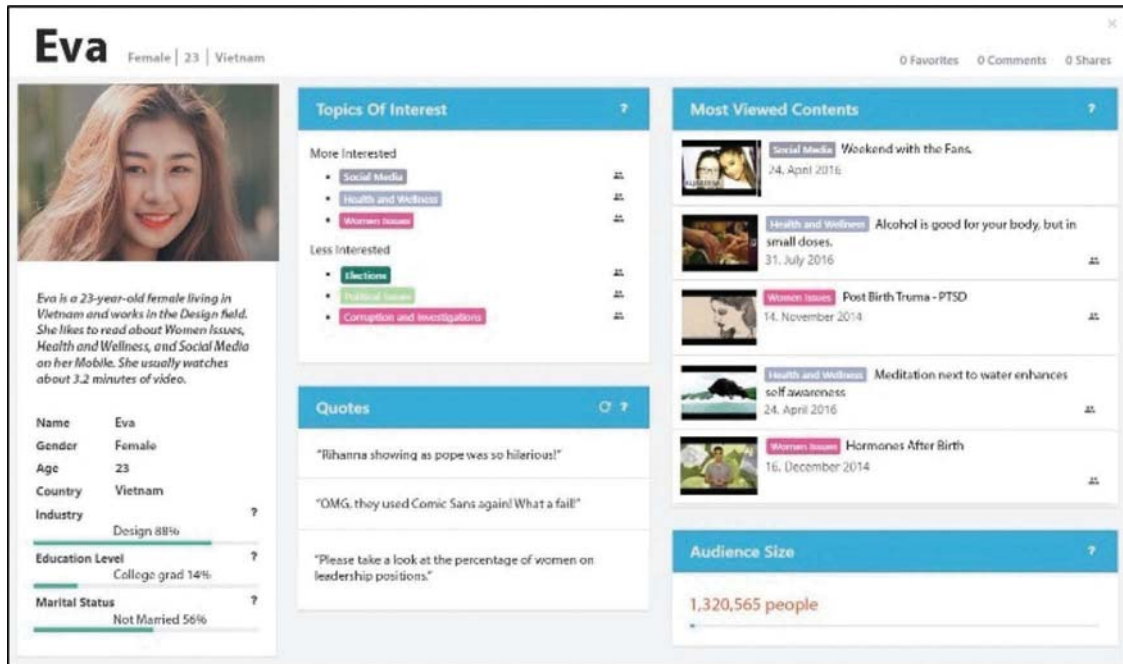 Eva Female | 23 | Vietnam
0 Favorites 0 Comments 0 Shares
Eva is a 23-year-old female living in
Vietnam and works in the Design field.
She likes to read about Women Issues,
Health and Wellness, and Social Media
on her Mobile. She usually watches
about 3.2 minutes of video.
Name Eva
Gender Female
Age 23
Country Vietnam
Industry ?
Design 88%
Education Level ?
College grad 14%
Marital Status ?
Not Married 56%
Topics Of Interest ?
More Interested
• Social Media
• Health and Wellness
• Women Issues
Less Interested
• Elections
• Political Issues
• Corruption and Investigations
Quotes ?
"Rihanna showing as pope was so hilarious!"
"OMG, they used Comic Sans again! What a fail!"
"Please take a look at the percentage of women on
leadership positions."
Most Viewed Contents ?
Social Media Weekend with the Fans.
24. April 2016
Health and Wellness Alcohol is good for your body, but in
small doses.
31. July 2016
Women Issues Post Birth Truma - PTSD
14. November 2014
Health and Wellness Meditation next to water enhances
self awareness
24. April 2016
Women Issues Hormones After Birth
16. December 2014
Audience Size ?
1,320,565 people